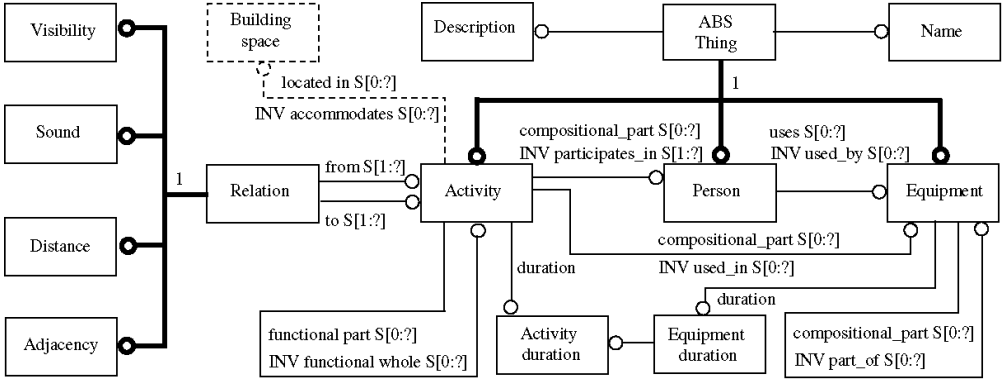 Visibility
Building
space
Description
ABS
Thing
Name
located in S[0:?]
1
INV accommodates S[0:?]
Sound
compositional_part S[0:?]
INV participates_in S[1:?]
uses S[0:?]
INV used_by S[0:?]
1
from S[1:?]
Relation
Activity
Person
Equipment
to S[1:?]
Distance
compositional_part S[0:?]
INV used_in S[0:?]
duration
duration
Adjacency
functional part S[0:?]
INV functional whole S[0:?]
Activity
duration
Equipment
duration
compositional_part S[0:?]
INV part_of S[0:?]